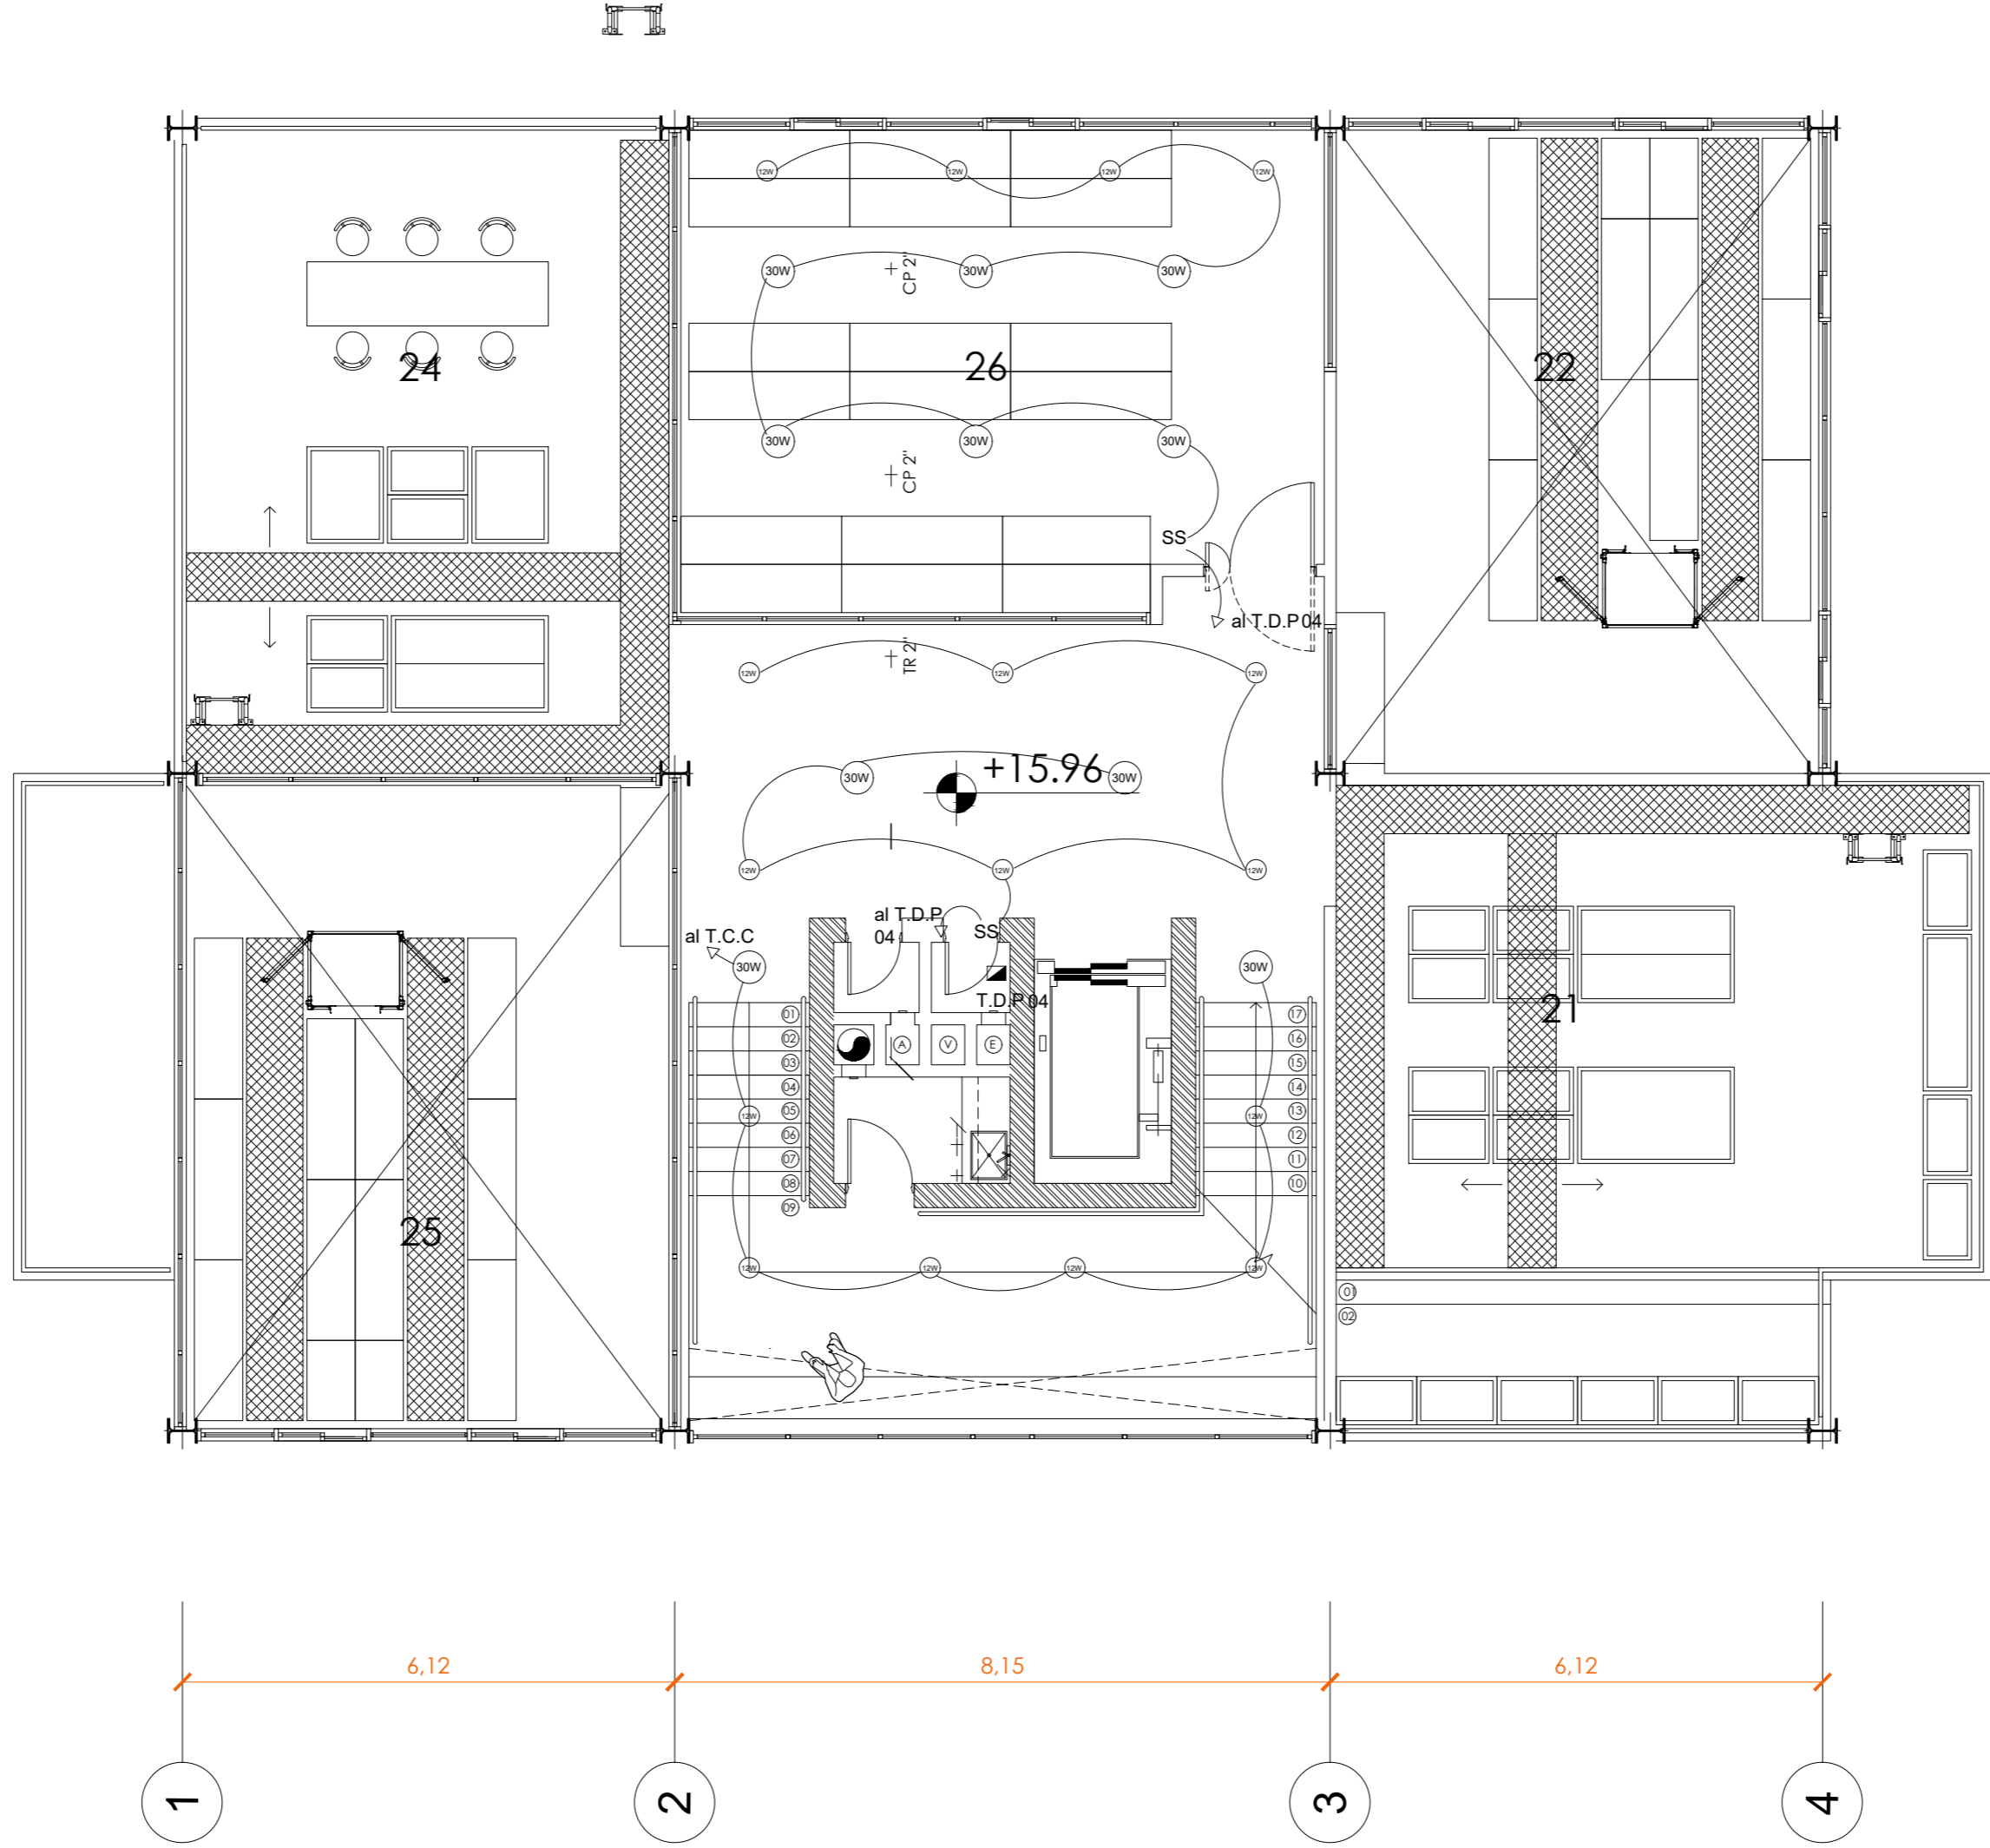 12W 12W 12W 12W
30W 30W 30W
CP 2"
24 26 22
30W 30W 30W
CP 2"
SS
al T.D.P 04
TR 2"
12W 12W 12W
+15.96
30W 30W
12W 12W 12W
al T.D.P
04
SS
al T.C.C
30W 30W
T.D.P 04
21
01 17
02 A V E 16
03 15
04 14
05 13
12W 12W
06 12
07 11
08 10
09
25
12W 12W 12W 12W
01
02
6,12 8,15 6,12
1 2 3 4